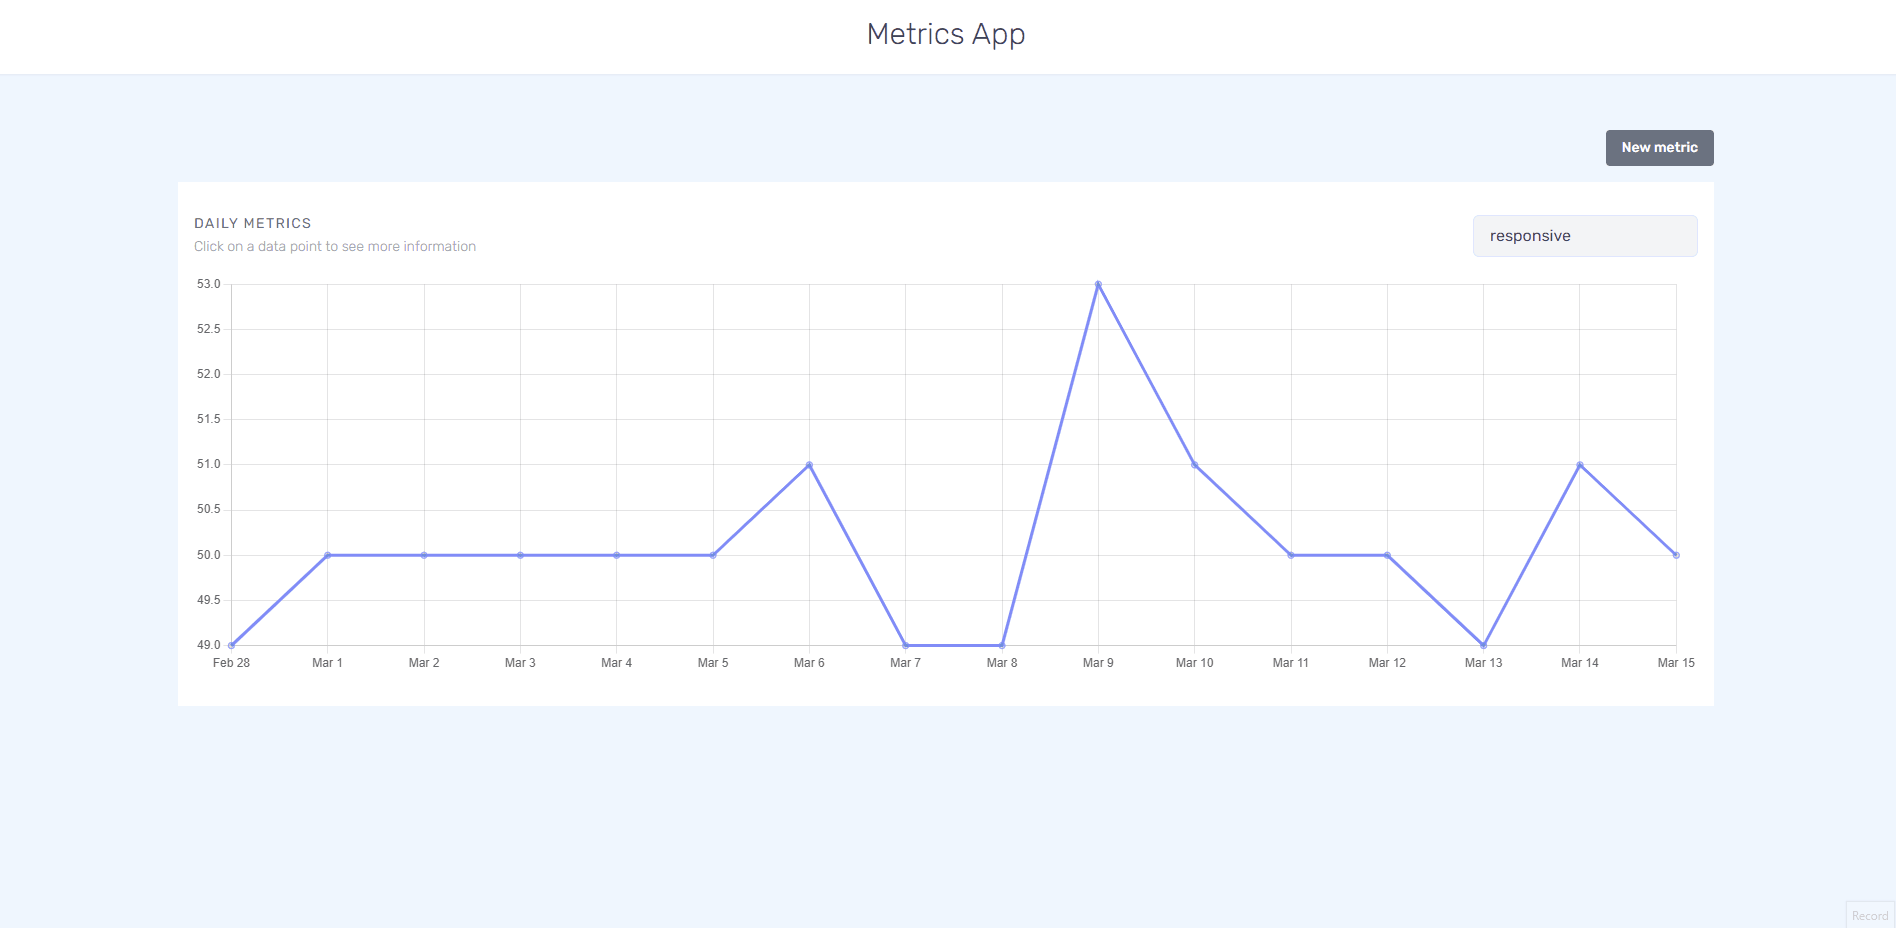 Metrics App
New metric
DAILY METRICS
Click on a data point to see more information
responsive
53.0
52.5
52.0
51.5
51.0
50.5
50.0
49.5
49.0
Feb 28 Mar 1 Mar 2 Mar 3 Mar 4 Mar 5 Mar 6 Mar 7 Mar 8 Mar 9 Mar 10 Mar 11 Mar 12 Mar 13 Mar 14 Mar 15
Record